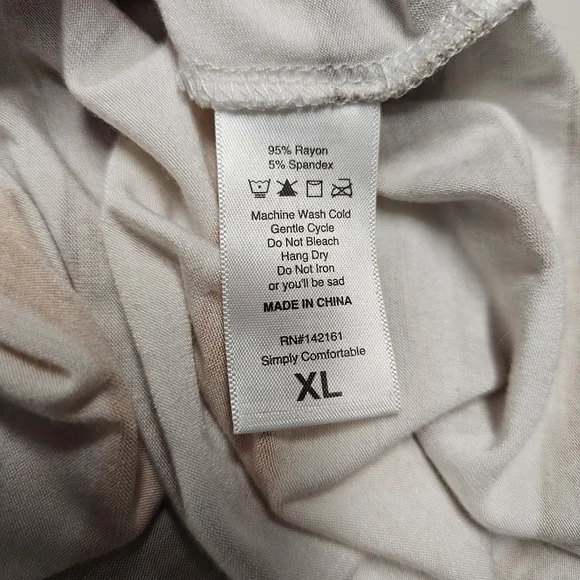 95% Rayon
5% Spandex
Machine Wash Cold
Gentle Cycle
Do Not Bleach
Hang Dry
Do Not Iron
or you'll be sad
MADE IN CHINA
RN#142161
Simply Comfortable
XL